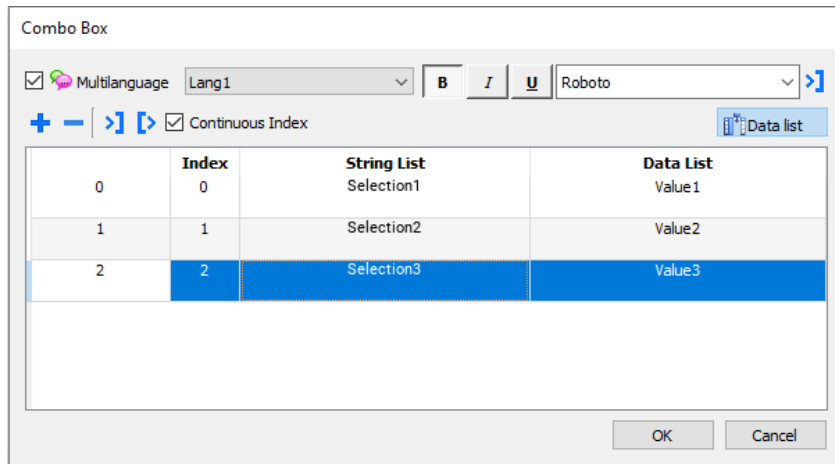 Combo Box
Multilanguage Lang1 B I U Roboto
Continuous Index Data list
Index String List Data List
0 0 Selection1 Value1
1 1 Selection2 Value2
2 2 Selection3 Value3
OK Cancel